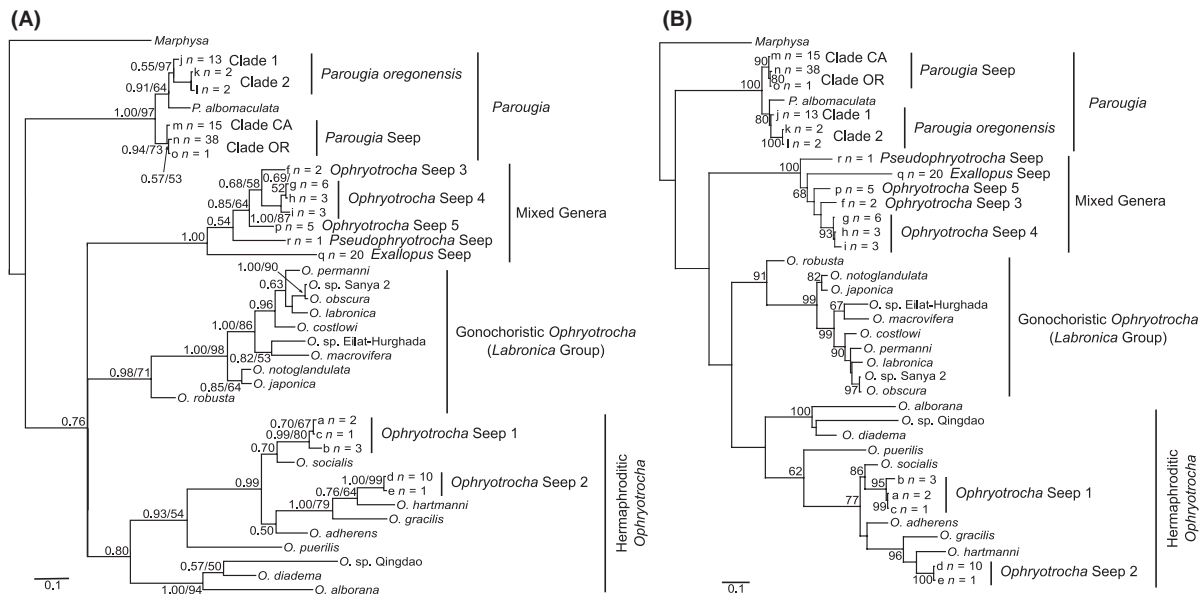 (A)
Marphysa
j n = 13 Clade 1
0.55/97
k n = 2
Clade 2
l n = 2
Parougia oregonensis
0.91/64
P. albomaculata
Parougia
1.00/97
m n = 15 Clade CA
n n = 38
Clade OR
o n = 1
Parougia Seep
0.94/73
0.57/53
f n = 2 Ophryotrocha Seep 3
0.69/
52
0.68/58
g n = 6
h n = 3
i n = 3
Ophryotrocha Seep 4
0.85/64
1.00/87
p n = 5 Ophryotrocha Seep 5
0.54
r n = 1 Pseudophryotrocha Seep
1.00
q n = 20 Exallopus Seep
Mixed Genera
1.00/90
O. permanni
O. sp. Sanya 2
0.63
O. obscura
O. labronica
0.96
O. costlowi
1.00/86
O. sp. Eilat-Hurghada
0.82/53
O. macrovifera
1.00/98
O. notoglandulata
0.85/64
O. japonica
0.98/71
O. robusta
Gonochoristic Ophryotrocha
(Labronica Group)
0.76
0.70/67
a n = 2
0.99/80
c n = 1
b n = 3
Ophryotrocha Seep 1
0.70
O. socialis
0.99
1.00/99
d n = 10
e n = 1
Ophryotrocha Seep 2
0.76/64
O. hartmanni
1.00/79
O. gracilis
0.50
O. adherens
0.93/54
O. puerilis
0.80
0.57/50
O. sp. Qingdao
O. diadema
1.00/94
O. alborana
Hermaphroditic
Ophryotrocha
0.1
(B)
Marphysa
m n = 15 Clade CA
90
n n = 38
80
Clade OR
o n = 1
Parougia Seep
100
P. albomaculata
Parougia
80
j n = 13 Clade 1
k n = 2
Clade 2
100
l n = 2
Parougia oregonensis
r n = 1 Pseudophryotrocha Seep
100
q n = 20 Exallopus Seep
68
p n = 5 Ophryotrocha Seep 5
f n = 2 Ophryotrocha Seep 3
g n = 6
93
h n = 3
i n = 3
Ophryotrocha Seep 4
Mixed Genera
O. robusta
91
82
O. notoglandulata
O. japonica
99
67
O. sp. Eilat-Hurghada
O. macrovifera
99
O. costlowi
90
O. permanni
O. labronica
O. sp. Sanya 2
97
O. obscura
Gonochoristic Ophryotrocha
(Labronica Group)
O. alborana
100
O. sp. Qingdao
O. diadema
O. puerilis
62
86
O. socialis
95
b n = 3
a n = 2
99
c n = 1
Ophryotrocha Seep 1
77
O. adherens
O. gracilis
96
O. hartmanni
d n = 10
100
e n = 1
Ophryotrocha Seep 2
Hermaphroditic
Ophryotrocha
0.1